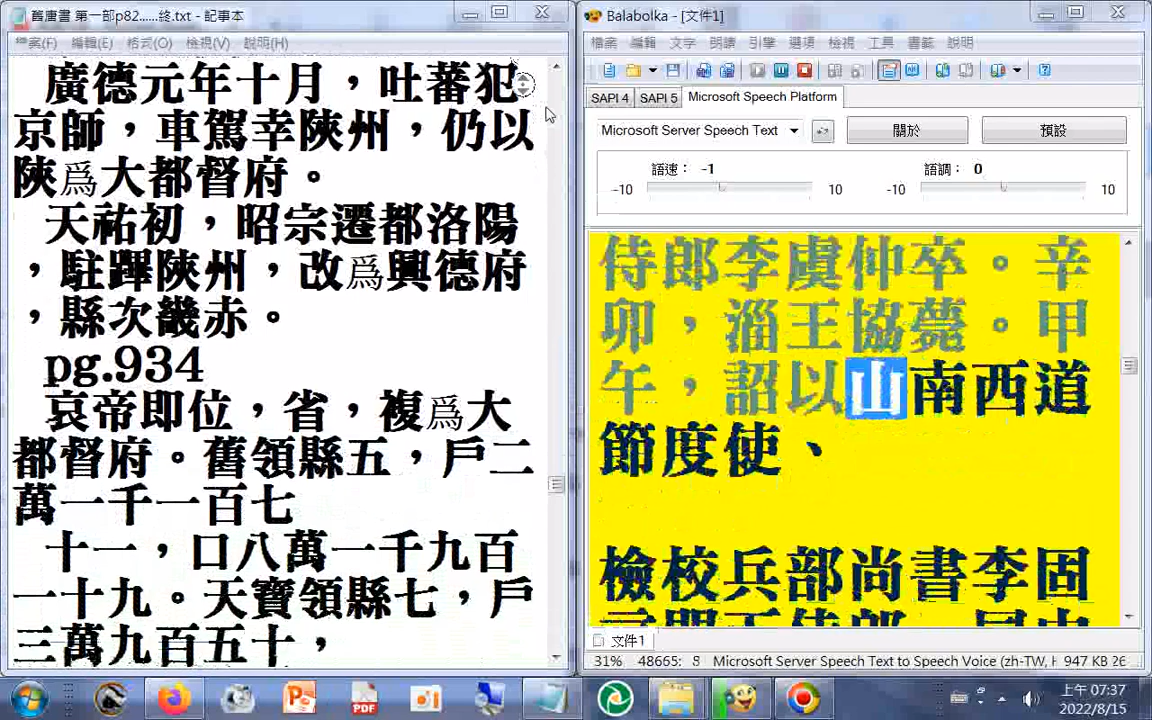 舊唐書 第一部p82......終.txt - 記事本
檔案(F) 編輯(E) 格式(O) 檢視(V) 說明(H)
廣德元年十月，吐蕃犯
京師，車駕幸陝州，仍以
陝爲大都督府。
天祐初，昭宗遷都洛陽
，駐蹕陝州，改爲興德府
，縣次畿赤。
pg.934
哀帝即位，省，複爲大
都督府。舊領縣五，戶二
萬一千一百七
十一，口八萬一千九百
一十九。天寶領縣七，戶
三萬九百五十，
Balabolka - [文件1]
檔案 編輯 文字 朗讀 引擎 選項 檢視 工具 書籤 說明
SAPI 4 SAPI 5 Microsoft Speech Platform
Microsoft Server Speech Text 關於 預設
語速： -1 語調： 0
-10 10 -10 10
侍郎李虞仲卒。辛
卯，淄王協薨。甲
午，詔以山南西道
節度使、
檢校兵部尚書李固
文件1
31% 48665: 8 Microsoft Server Speech Text to Speech Voice (zh-TW, H 947 KB 26
上午 07:37
2022/8/15